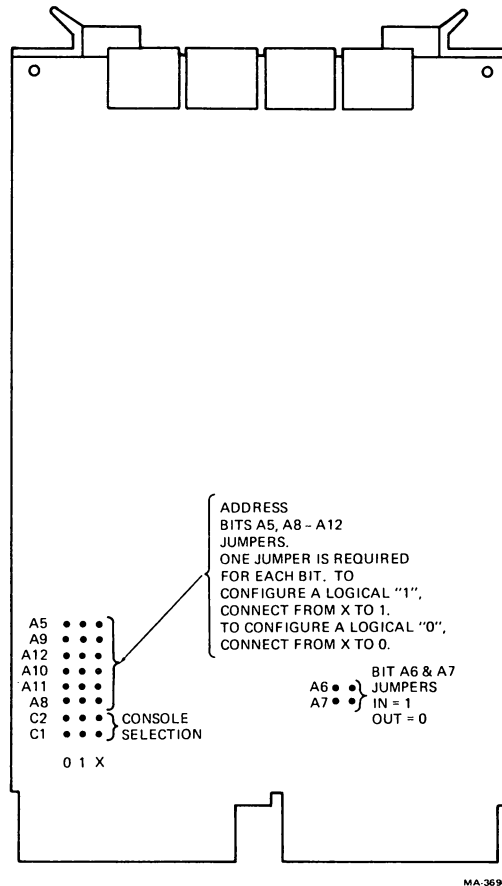 ADDRESS
BITS A5, A8 – A12
JUMPERS.
ONE JUMPER IS REQUIRED
FOR EACH BIT. TO
CONFIGURE A LOGICAL "1",
CONNECT FROM X TO 1.
TO CONFIGURE A LOGICAL "0",
CONNECT FROM X TO 0.
A5
A9
A12
A10
A11
A8
C2
C1
CONSOLE
SELECTION
0 1 X
A6
A7
BIT A6 & A7
JUMPERS
IN = 1
OUT = 0
MA-369